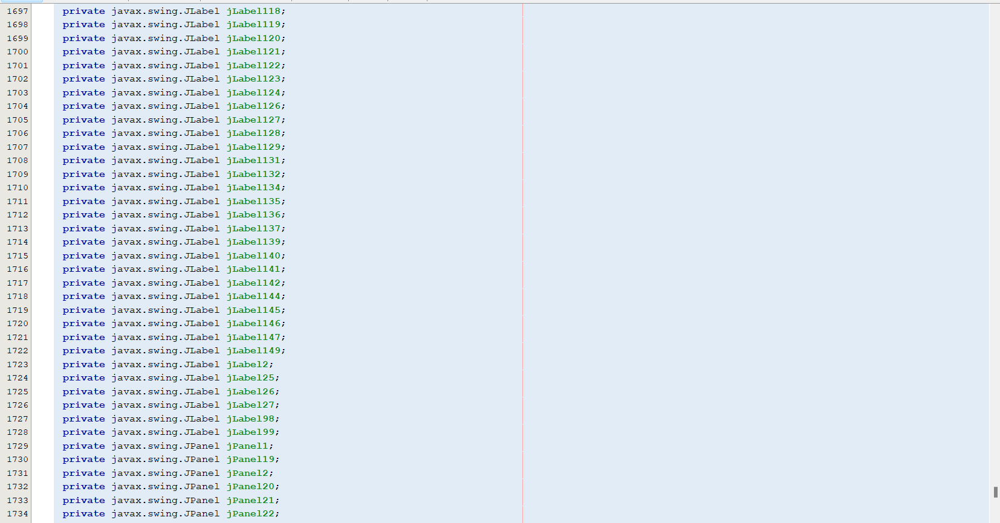 1697 private javax.swing.JLabel jLabel118;
1698 private javax.swing.JLabel jLabel119;
1699 private javax.swing.JLabel jLabel120;
1700 private javax.swing.JLabel jLabel121;
1701 private javax.swing.JLabel jLabel122;
1702 private javax.swing.JLabel jLabel123;
1703 private javax.swing.JLabel jLabel124;
1704 private javax.swing.JLabel jLabel126;
1705 private javax.swing.JLabel jLabel127;
1706 private javax.swing.JLabel jLabel128;
1707 private javax.swing.JLabel jLabel129;
1708 private javax.swing.JLabel jLabel131;
1709 private javax.swing.JLabel jLabel132;
1710 private javax.swing.JLabel jLabel134;
1711 private javax.swing.JLabel jLabel135;
1712 private javax.swing.JLabel jLabel136;
1713 private javax.swing.JLabel jLabel137;
1714 private javax.swing.JLabel jLabel139;
1715 private javax.swing.JLabel jLabel140;
1716 private javax.swing.JLabel jLabel141;
1717 private javax.swing.JLabel jLabel142;
1718 private javax.swing.JLabel jLabel144;
1719 private javax.swing.JLabel jLabel145;
1720 private javax.swing.JLabel jLabel146;
1721 private javax.swing.JLabel jLabel147;
1722 private javax.swing.JLabel jLabel149;
1723 private javax.swing.JLabel jLabel2;
1724 private javax.swing.JLabel jLabel25;
1725 private javax.swing.JLabel jLabel26;
1726 private javax.swing.JLabel jLabel27;
1727 private javax.swing.JLabel jLabel98;
1728 private javax.swing.JLabel jLabel99;
1729 private javax.swing.JPanel jPanel1;
1730 private javax.swing.JPanel jPanel19;
1731 private javax.swing.JPanel jPanel2;
1732 private javax.swing.JPanel jPanel20;
1733 private javax.swing.JPanel jPanel21;
1734 private javax.swing.JPanel jPanel22;